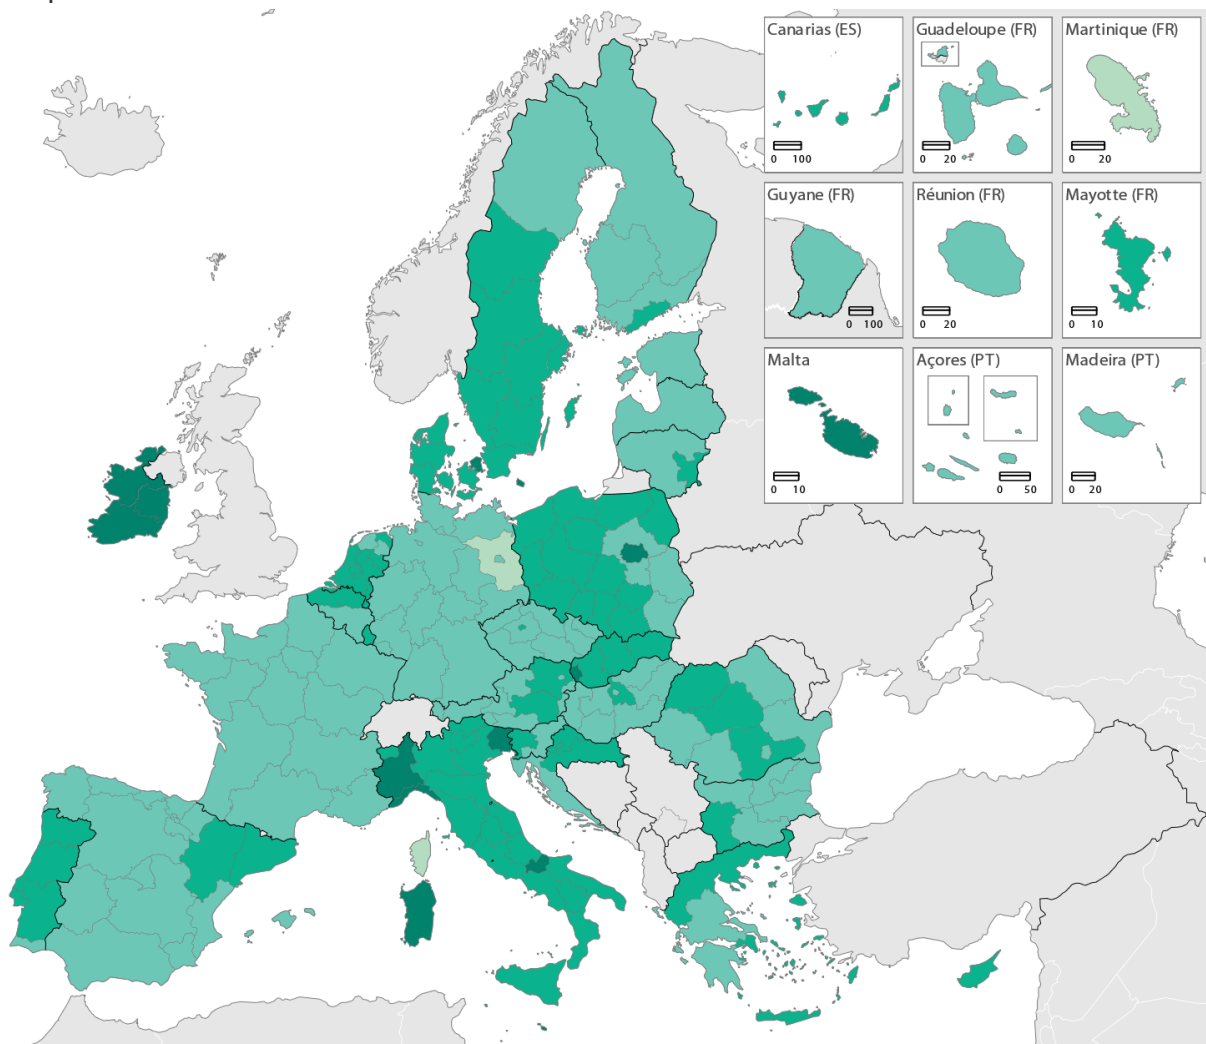 Canarias (ES)
0 100
Guadeloupe (FR)
0 20
Martinique (FR)
0 20
Guyane (FR)
0 100
Réunion (FR)
0 20
Mayotte (FR)
0 10
Malta
0 10
Açores (PT)
0 50
Madeira (PT)
0 20